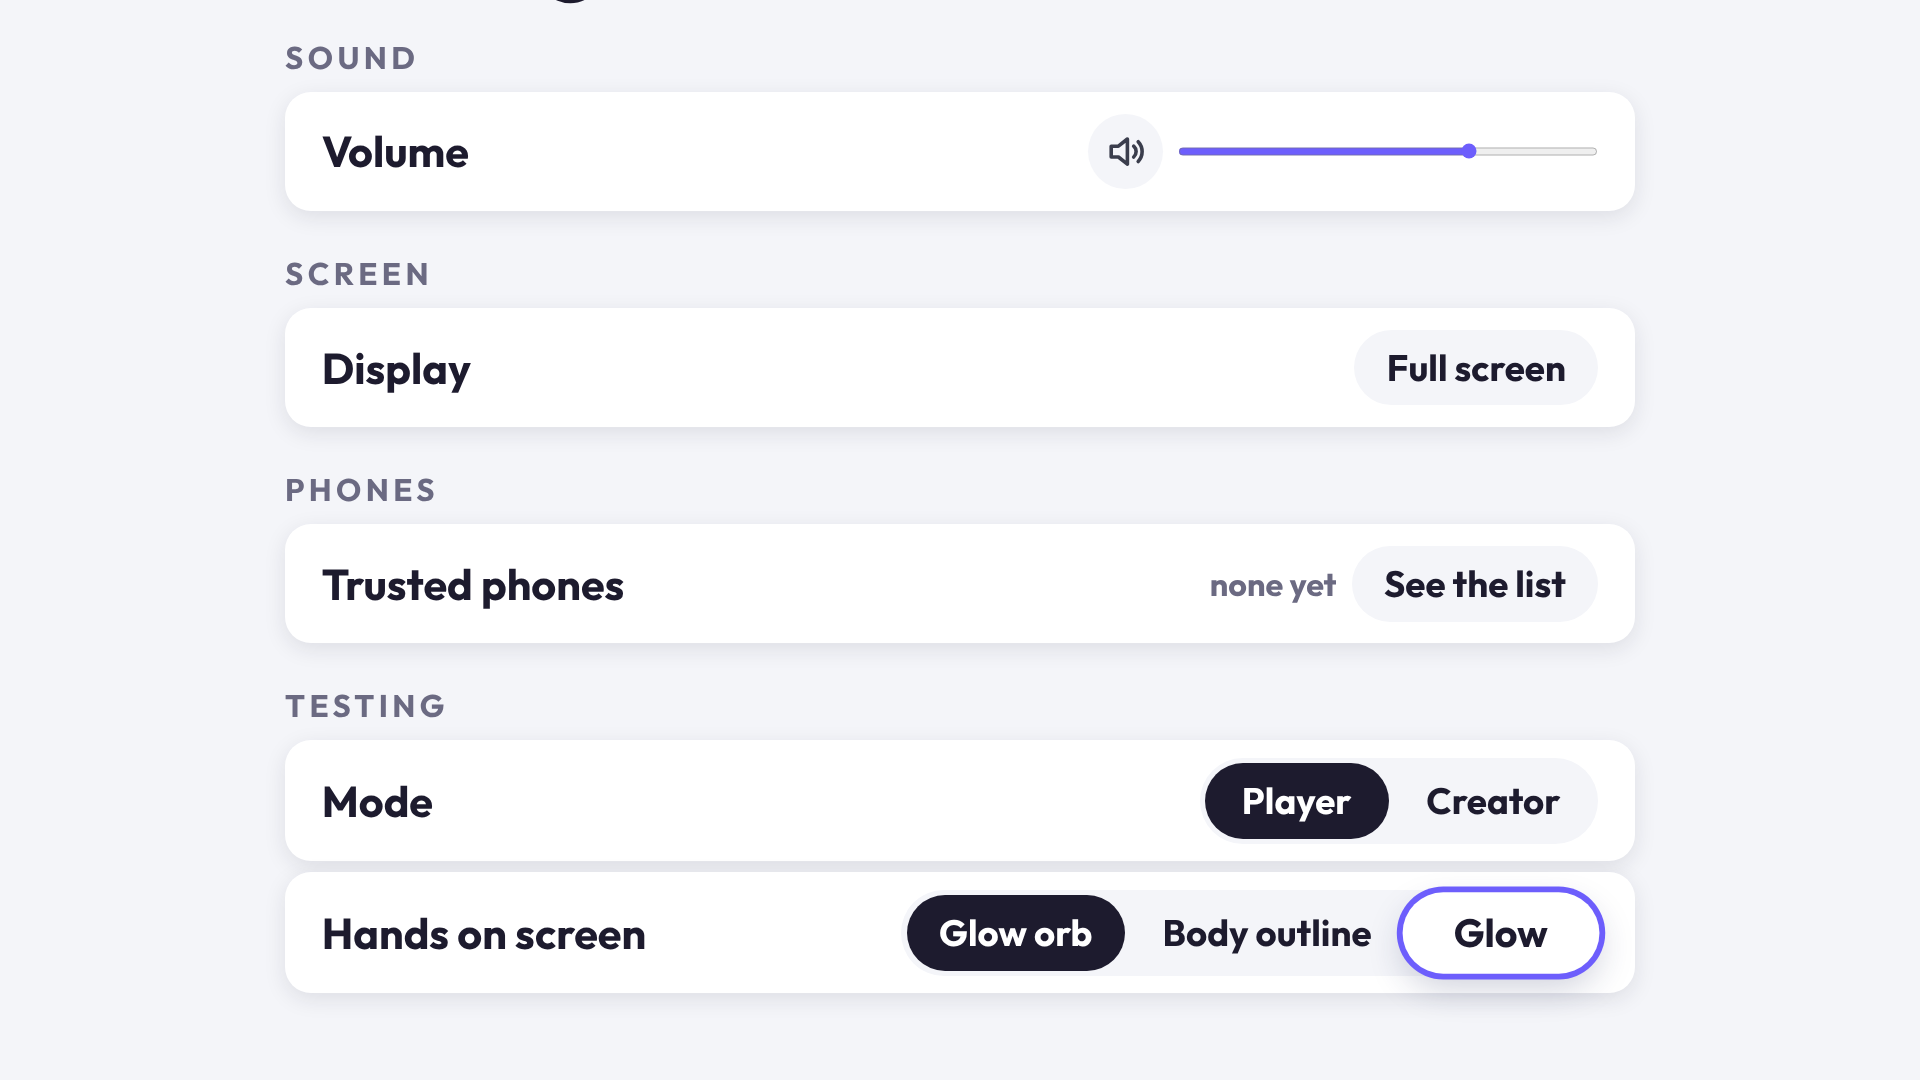 SOUND
Volume
SCREEN
Display
Full screen
PHONES
Trusted phones
none yet
See the list
TESTING
Mode
Player
Creator
Hands on screen
Glow orb
Body outline
Glow